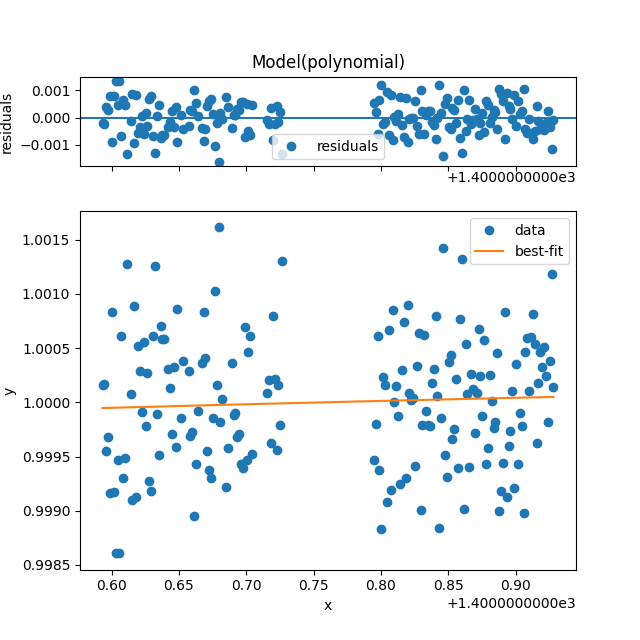 Model(polynomial)
0.001
0.000
−0.001
residuals
residuals
+1.4000000000e3
1.0015
1.0010
1.0005
1.0000
0.9995
0.9990
0.9985
y
data
best-fit
0.60 0.65 0.70 0.75 0.80 0.85 0.90
x
+1.4000000000e3